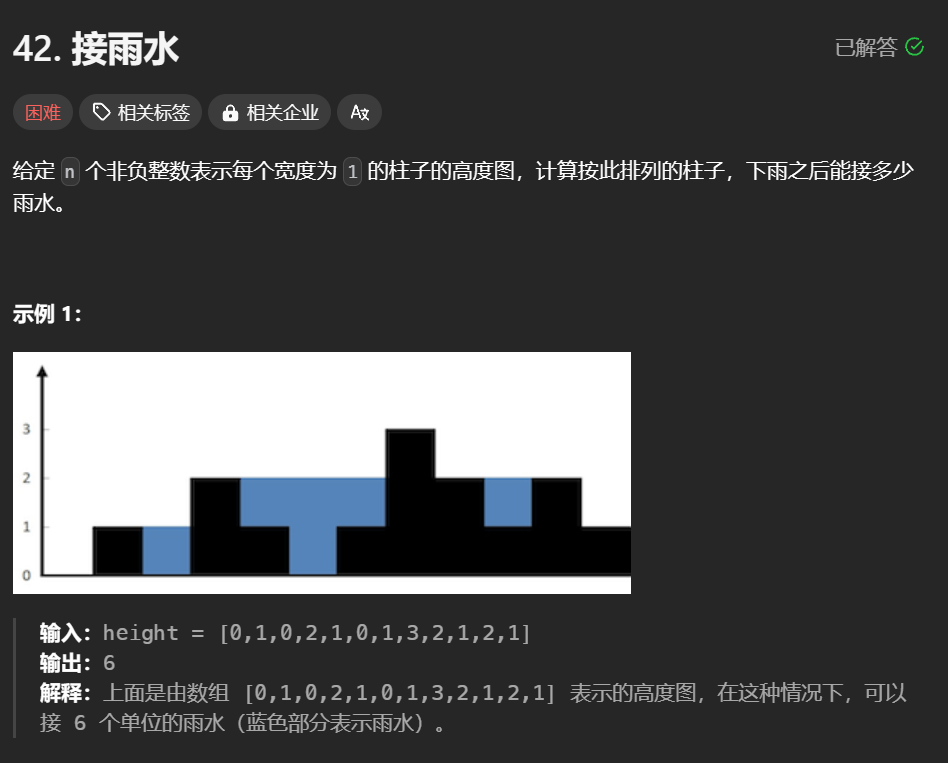 42. 接雨水
已解答
困难 相关标签 相关企业
给定 n 个非负整数表示每个宽度为 1 的柱子的高度图，计算按此排列的柱子，下雨之后能接多少
雨水。
示例 1：
3
2
1
0
输入：height = [0,1,0,2,1,0,1,3,2,1,2,1]
输出：6
解释：上面是由数组 [0,1,0,2,1,0,1,3,2,1,2,1] 表示的高度图，在这种情况下，可以
接 6 个单位的雨水（蓝色部分表示雨水）。